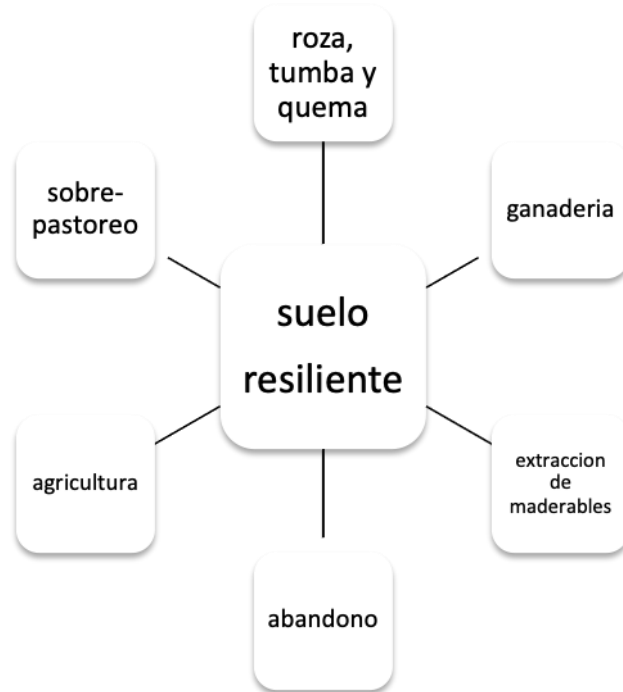 roza,
tumba y
quema
sobre-
pastoreo
ganaderia
suelo
resiliente
agricultura
extraccion
de
maderables
abandono